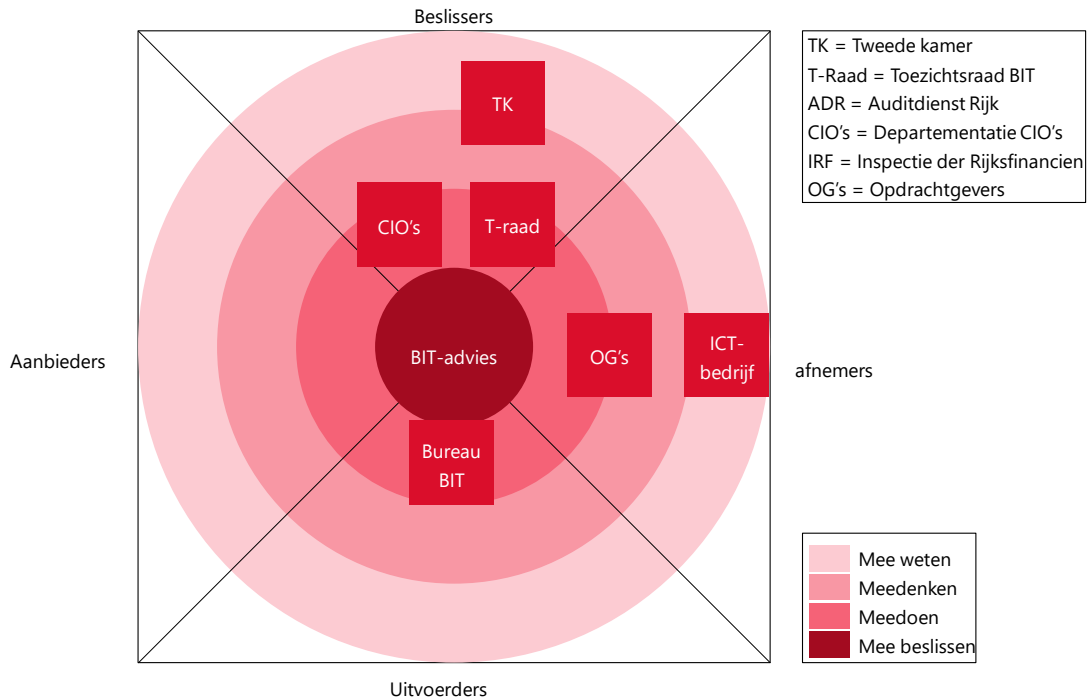 Beslissers
TK = Tweede kamer
T-Raad = Toezichtsraad BIT
ADR = Auditdienst Rijk
CIO's = Departementatie CIO's
IRF = Inspectie der Rijksfinancien
OG's = Opdrachtgevers
TK
CIO's
T-raad
Aanbieders
BIT-advies
OG's
ICT-
bedrijf
afnemers
Bureau
BIT
Mee weten
Meedenken
Meedoen
Mee beslissen
Uitvoerders